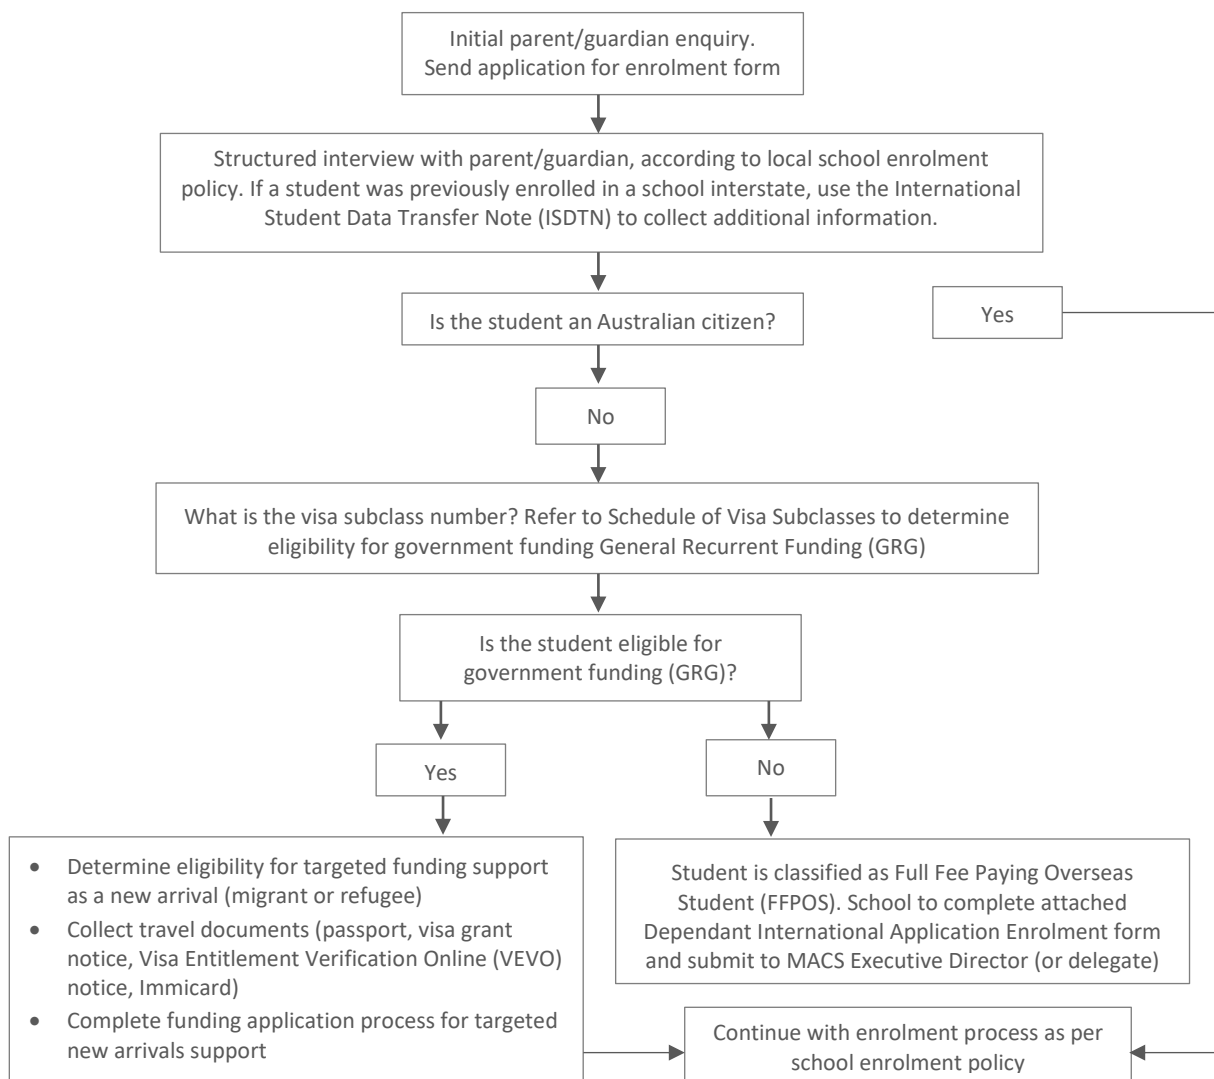 Initial parent/guardian enquiry.
Send application for enrolment form
Structured interview with parent/guardian, according to local school enrolment
policy. If a student was previously enrolled in a school interstate, use the International
Student Data Transfer Note (ISDTN) to collect additional information.
Is the student an Australian citizen?
Yes
No
What is the visa subclass number? Refer to Schedule of Visa Subclasses to determine
eligibility for government funding General Recurrent Funding (GRG)
Is the student eligible for
government funding (GRG)?
Yes
No
• Determine eligibility for targeted funding support
as a new arrival (migrant or refugee)
• Collect travel documents (passport, visa grant
notice, Visa Entitlement Verification Online (VEVO)
notice, Immicard)
• Complete funding application process for targeted
new arrivals support
Student is classified as Full Fee Paying Overseas
Student (FFPOS). School to complete attached
Dependant International Application Enrolment form
and submit to MACS Executive Director (or delegate)
Continue with enrolment process as per
school enrolment policy